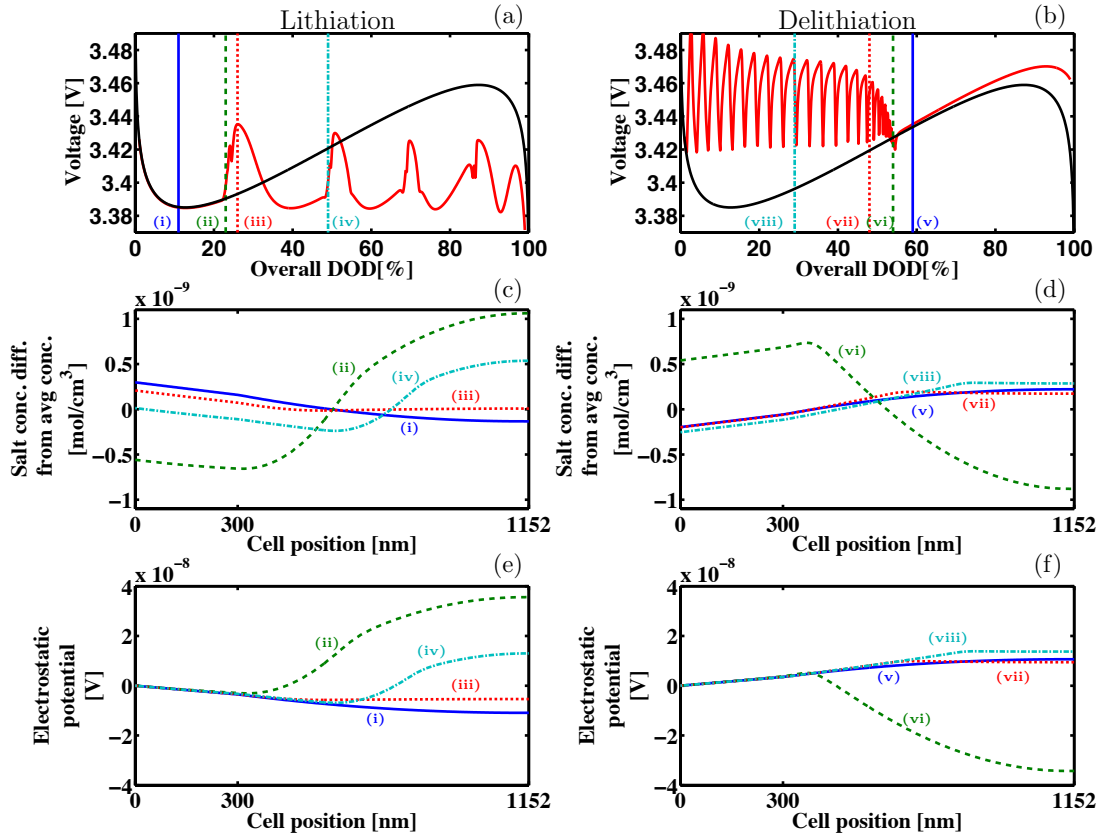 Lithiation
(a)
Delithiation
(b)
3.48
3.46
3.44
3.42
3.4
3.38
Voltage [V]
(i)
(ii)
(iii)
(iv)
0
20
40
60
80
100
Overall DOD[%]
3.48
3.46
3.44
3.42
3.4
3.38
Voltage [V]
(viii)
(vii)
(vi)
(v)
0
20
40
60
80
100
Overall DOD[%]
x 10⁻⁹
(c)
1
0.5
0
−0.5
−1
Salt conc. diff.
from avg conc.
[mol/cm³]
(ii)
(iv)
(iii)
(i)
0
300
1152
Cell position [nm]
x 10⁻⁹
(d)
1
0.5
0
−0.5
−1
Salt conc. diff.
from avg conc.
[mol/cm³]
(vi)
(viii)
(vii)
(v)
0
300
1152
Cell position [nm]
x 10⁻⁸
(e)
4
2
0
−2
−4
Electrostatic
potential
[V]
(ii)
(iv)
(iii)
(i)
0
300
1152
Cell position [nm]
x 10⁻⁸
(f)
4
2
0
−2
−4
Electrostatic
potential
[V]
(viii)
(v)
(vii)
(vi)
0
300
1152
Cell position [nm]